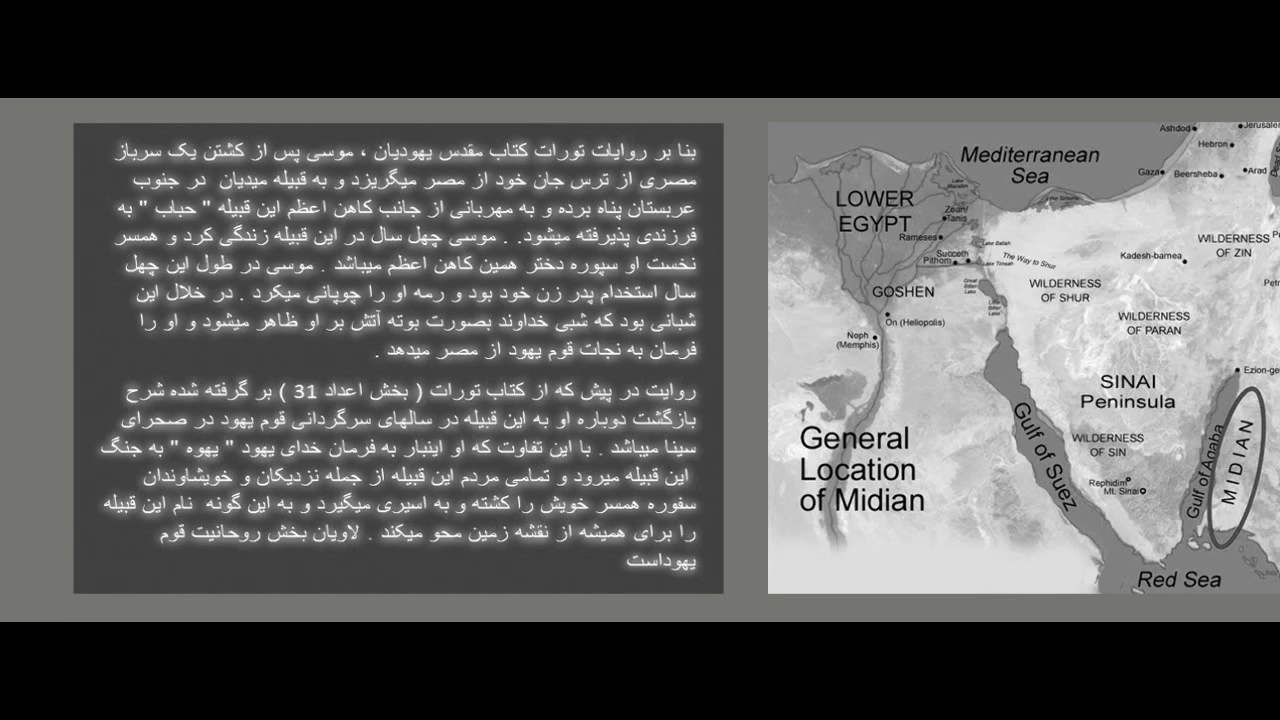 بنا بر روایات تورات کتاب مقدس یهودیان ، موسی پس از کشتن یک سرباز
مصری از ترس جان خود از مصر میگریزد و به قبیله میدیان در جنوب
عربستان پناه برده و به مهربانی از جانب کاهن اعظم این قبیله " حباب " به
فرزندی پذیرفته میشود. . موسی چهل سال در این قبیله زندگی کرد و همسر
نخست او سپوره دختر همین کاهن اعظم میباشد . موسی در طول این چهل
سال استخدام پدر زن خود بود و رمه او را چوپانی میکرد . در خلال این
شبانی بود که شبی خداوند بصورت بوته آتش بر او ظاهر میشود و او را
فرمان به نجات قوم یهود از مصر میدهد .
روایت در پیش که از کتاب تورات ( بخش اعداد 31 ) بر گرفته شده شرح
بازگشت دوباره او به این قبیله در سالهای سرگردانی قوم یهود در صحرای
سینا میباشد . با این تفاوت که او اینبار به فرمان خدای یهود " یهوه " به جنگ
این قبیله میرود و تمامی مردم این قبیله از جمله نزدیکان و خویشاوندان
سفوره همسر خویش را کشته و به اسیری میگیرد و به این گونه نام این قبیله
را برای همیشه از نقشه زمین محو میکند . لاویان بخش روحانیت قوم
یهوداست
Mediterranean
Sea
Ashdod
Jerusalem
Hebron
Gaza
Beersheba
Arad
LOWER
EGYPT
Zoan/
Tanis
Rameses
Succoth
Pithom
Lake Ballah
Lake Timsah
The Way to Shur
Kadesh-barnea
WILDERNESS
OF ZIN
GOSHEN
WILDERNESS
OF SHUR
WILDERNESS
OF PARAN
On (Heliopolis)
Noph
(Memphis)
Ezion-ge
SINAI
Peninsula
General
Location
of Midian
Gulf of Suez
WILDERNESS
OF SIN
Rephidim
Mt. Sinai
Gulf of Aqaba
MIDIAN
Red Sea